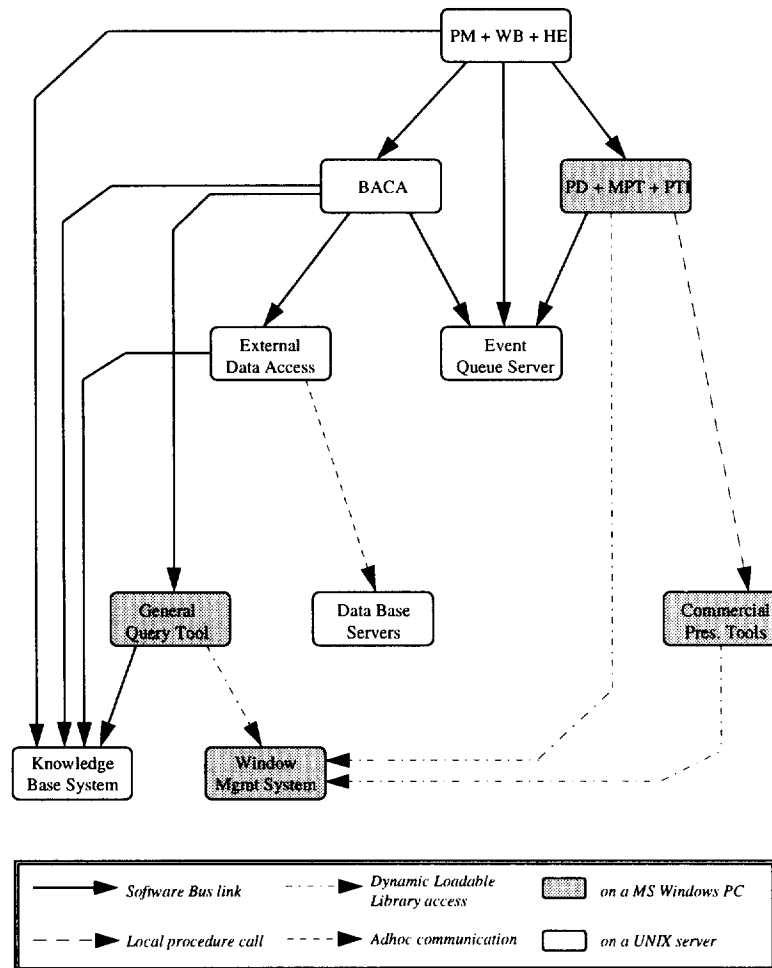 PM + WB + HE
BACA
PD + MPT + PTI
External
Data Access
Event
Queue Server
General
Query Tool
Data Base
Servers
Commercial
Pres. Tools
Knowledge
Base System
Window
Mgmt System
Software Bus link
Dynamic Loadable
Library access
on a MS Windows PC
Local procedure call
Adhoc communication
on a UNIX server